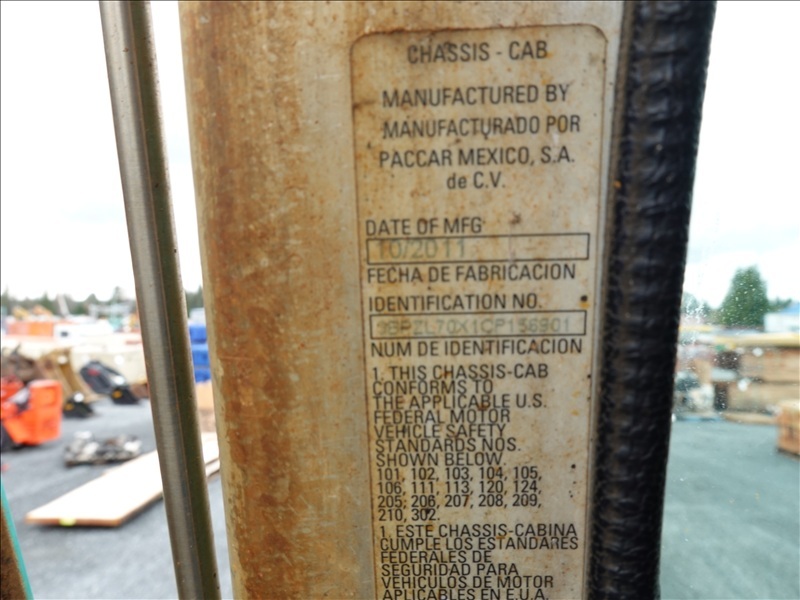 CHASSIS - CAB
MANUFACTURED BY
MANUFACTURADO POR
PACCAR MEXICO, S.A.
de C.V.
DATE OF MFG
10/2011
FECHA DE FABRICACION
IDENTIFICATION NO.
NUM DE IDENTIFICACION
1. THIS CHASSIS-CAB
CONFORMS TO
THE APPLICABLE U.S.
FEDERAL MOTOR
VEHICLE SAFETY
STANDARDS NOS.
SHOWN BELOW
101, 102, 103, 104, 105,
106, 111, 113, 120, 124,
205, 206, 207, 208, 209,
210, 302.
1. ESTE CHASSIS-CABINA
CUMPLE LOS ESTANDARES
FEDERALES DE
SEGURIDAD PARA
VEHICULOS DE MOTOR
APLICABLES EN E.U.A.